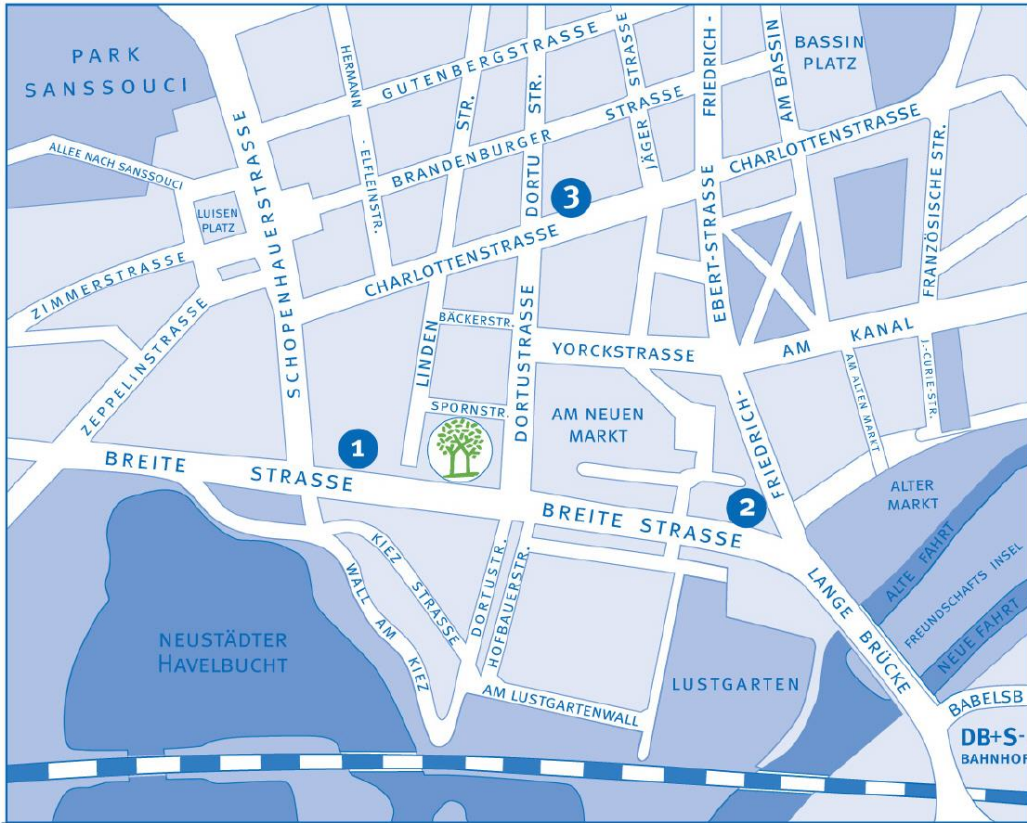 PARK
SANSSOUCI
HERMANN
-ELFLEINSTR.
GUTENBERGSTRASSE
STR.
DORTU STR.
JÄGER STRASSE
FRIEDRICH-
EBERT-STRASSE
AM BASSIN
BASSIN
PLATZ
ALLEE NACH SANSSOUCI
BRANDENBURGER STRASSE
CHARLOTTENSTRASSE
FRANZÖSISCHE STR.
SCHOPENHAUERSTRASSE
LUISEN
PLATZ
3
ZIMMERSTRASSE
CHARLOTTENSTRASSE
ZEPPELINSTRASSE
LINDEN
BÄCKERSTR.
DORTUSTRASSE
YORCKSTRASSE
AM KANAL
AM ALTEN MARKT
J.-CURIE-STR.
SPORNSTR.
AM NEUEN
MARKT
FRIEDRICH-
1
BREITE STRASSE
2
BREITE STRASSE
ALTER
MARKT
KIEZ STRASSE
WALL AM KIEZ
DORTUSTR.
HOFBAUERSTR.
LANGE BRÜCKE
ALTE FAHRT
FREUNDSCHAFTS INSEL
NEUE FAHRT
NEUSTÄDTER
HAVELBUCHT
AM LUSTGARTENWALL
LUSTGARTEN
BABELSB
DB+S-
BAHNHOF